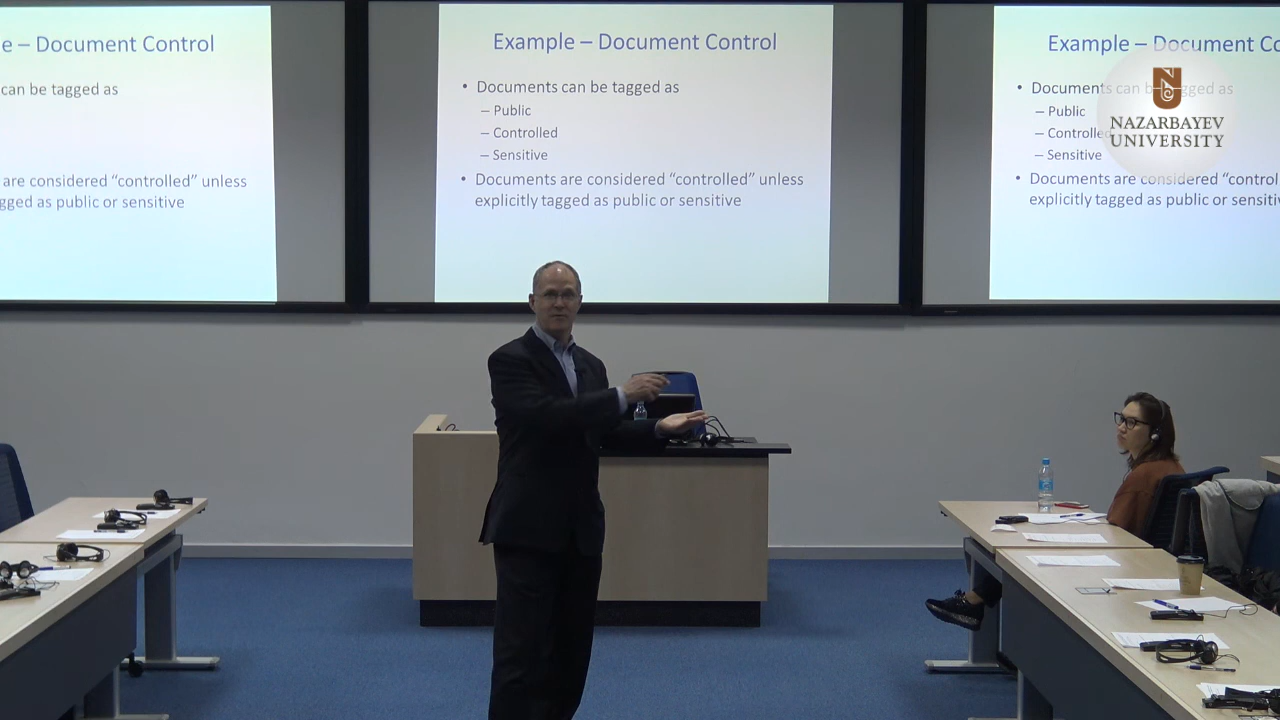 e – Document Control
can be tagged as
are considered “controlled” unless
gged as public or sensitive
Example – Document Control
• Documents can be tagged as
– Public
– Controlled
– Sensitive
• Documents are considered “controlled” unless
explicitly tagged as public or sensitive
Example – Document Co
• Documents can be tagged as
– Public
– Controlled
– Sensitive
• Documents are considered “control
explicitly tagged as public or sensitiv
NAZARBAYEV
UNIVERSITY